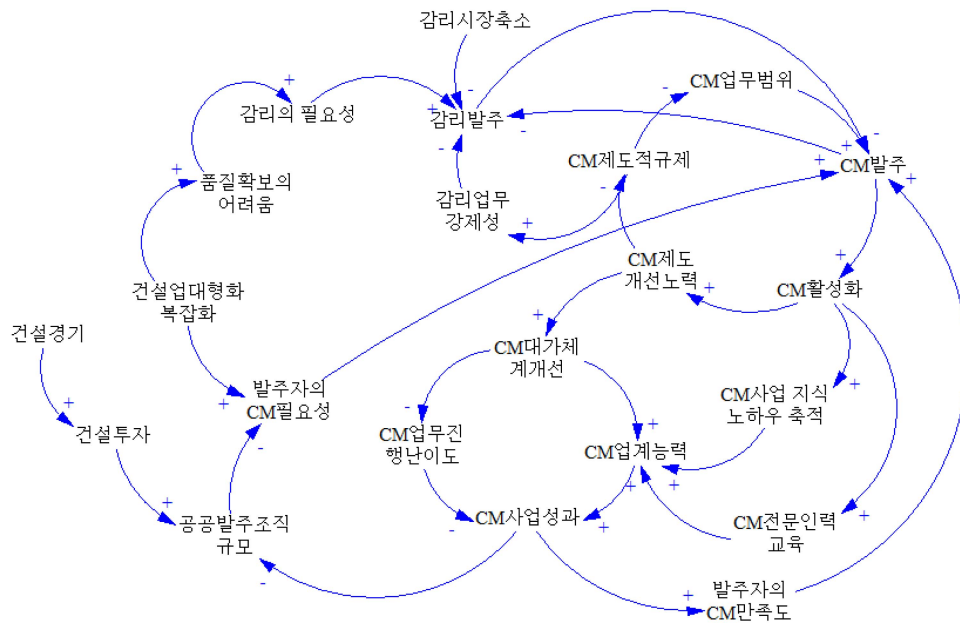 감리시장축소
+
감리의 필요성
+
-
감리발주
-
-
CM업무범위
-
-
CM제도적규제
+
+
+
CM발주
+
품질확보의
어려움
감리업무
강제성
-
+
CM제도
개선노력
+
+
CM활성화
건설업대형화
복잡화
건설경기
+
CM대가체
계개선
+
+
발주자의
CM필요성
+
CM사업 지식
노하우 축적
+
건설투자
-
-
CM업무진
행난이도
+
CM업계능력
+
+
+
공공발주조직
규모
-
CM사업성과
+
+
CM전문인력
교육
-
+
발주자의
CM만족도